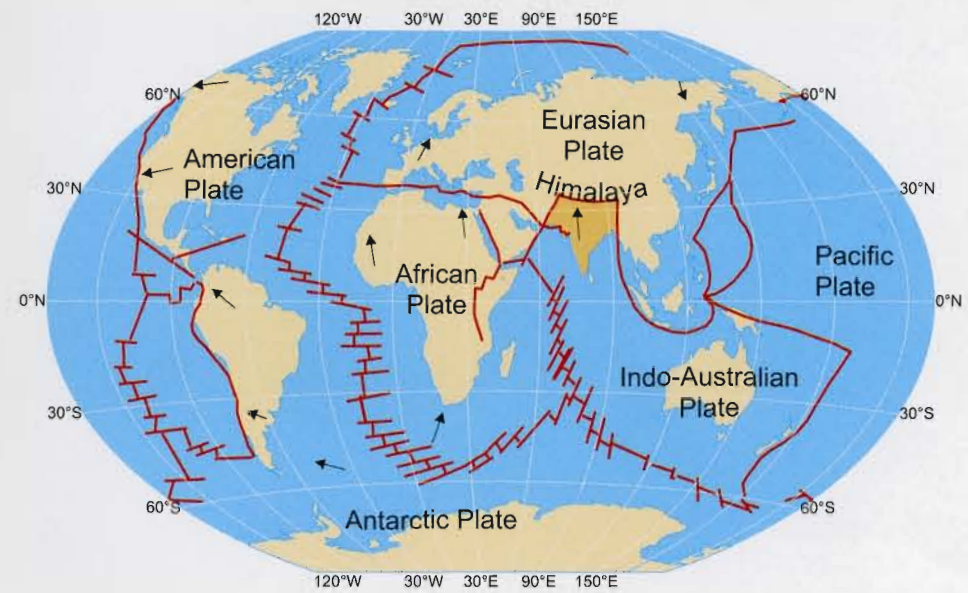 120°W 30°W 30°E 90°E 150°E
60°N 60°N
Eurasian
Plate
American
Plate
Himalaya
30°N 30°N
Pacific
Plate
African
Plate
0°N 0°N
Indo-Australian
Plate
30°S 30°S
60°S 60°S
Antarctic Plate
120°W 30°W 30°E 90°E 150°E